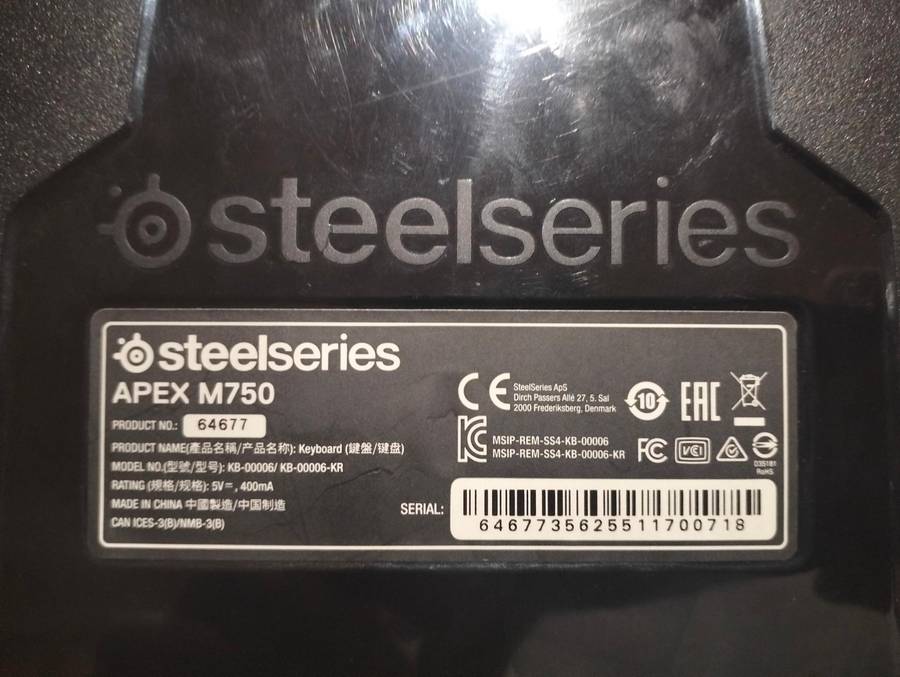 steelseries
steelseries
APEX M750
PRODUCT NO.: 64677
PRODUCT NAME(產品名稱/产品名称): Keyboard (鍵盤/键盘)
MODEL NO.(型號/型号): KB-00006/ KB-00006-KR
RATING (规格/规格): 5V⎓, 400mA
MADE IN CHINA 中國製造/中国制造
CAN ICES-3(B)/NMB-3(B)
CE
SteelSeries ApS
Dirch Passers Allé 27, 5. Sal
2000 Frederiksberg, Denmark
10
EAC
MSIP-REM-SS4-KB-00006
MSIP-REM-SS4-KB-00006-KR
FC
VCI
D35181
RoHS
SERIAL:
6467735625511700718